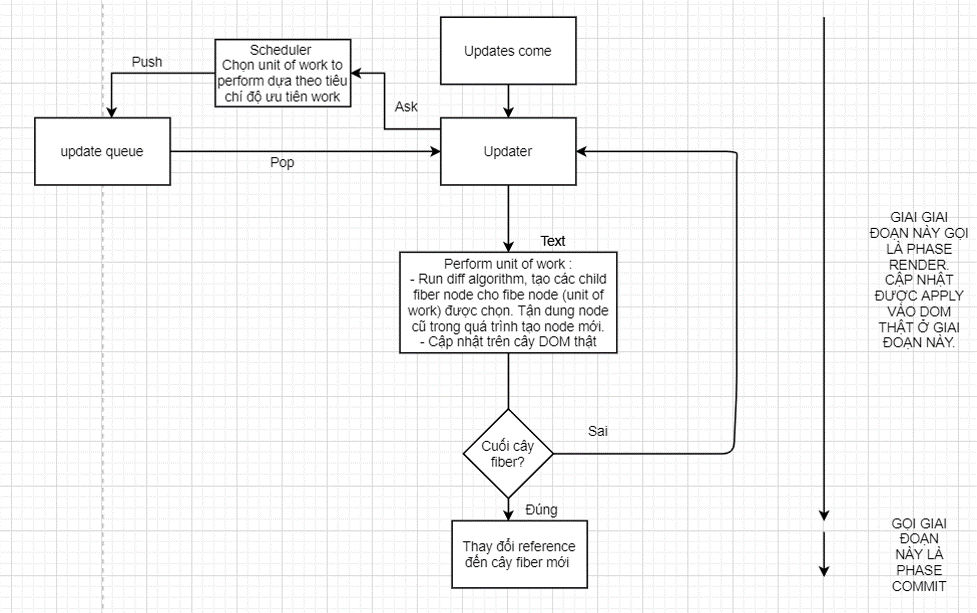 Updates come
Scheduler
Chọn unit of work to
perform dựa theo tiêu
chí độ ưu tiên work
Push
Ask
update queue
Pop
Updater
Text
Perform unit of work :
- Run diff algorithm, tạo các child
fiber node cho fibe node (unit of
work) được chọn. Tận dung node
cũ trong quá trình tạo node mới.
- Cập nhật trên cây DOM thật
Cuối cây
fiber?
Sai
Đúng
Thay đổi reference
đến cây fiber mới
GIAI GIAI
ĐOẠN NÀY GỌI
LÀ PHASE
RENDER.
CẬP NHẬT
ĐƯỢC APPLY
VÀO DOM
THẬT Ở GIAI
ĐOẠN NÀY.
GỌI GIAI
ĐOẠN
NÀY LÀ
PHASE
COMMIT